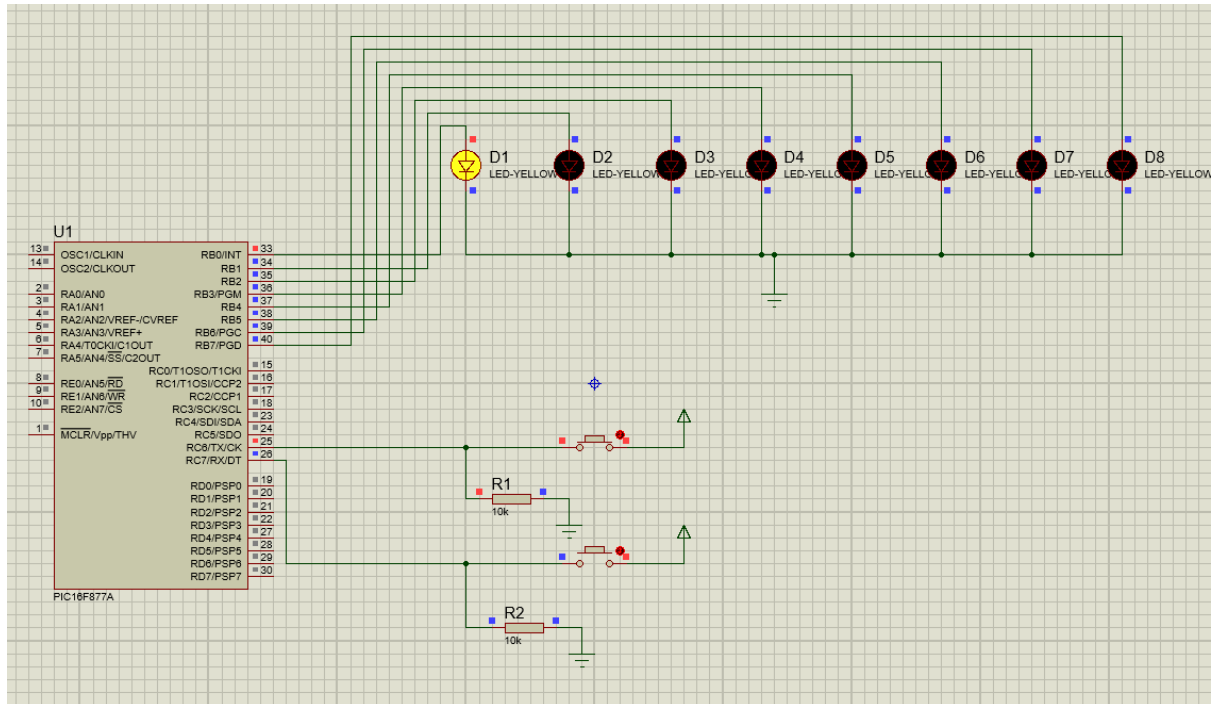 D1
LED-YELLOW
D2
LED-YELLOW
D3
LED-YELLOW
D4
LED-YELLOW
D5
LED-YELLOW
D6
LED-YELLOW
D7
LED-YELLOW
D8
LED-YELLOW
U1
13 OSC1/CLKIN
14 OSC2/CLKOUT
2 RA0/AN0
3 RA1/AN1
4 RA2/AN2/VREF-/CVREF
5 RA3/AN3/VREF+
6 RA4/T0CKI/C1OUT
7 RA5/AN4/SS/C2OUT
8 RE0/AN5/RD
9 RE1/AN6/WR
10 RE2/AN7/CS
1 MCLR/Vpp/THV
RB0/INT 33
RB1 34
RB2 35
RB3/PGM 36
RB4 37
RB5 38
RB6/PGC 39
RB7/PGD 40
RC0/T1OSO/T1CKI 15
RC1/T1OSI/CCP2 16
RC2/CCP1 17
RC3/SCK/SCL 18
RC4/SDI/SDA 23
RC5/SDO 24
RC6/TX/CK 25
RC7/RX/DT 26
RD0/PSP0 19
RD1/PSP1 20
RD2/PSP2 21
RD3/PSP3 22
RD4/PSP4 27
RD5/PSP5 28
RD6/PSP6 29
RD7/PSP7 30
PIC16F877A
R1
10k
R2
10k